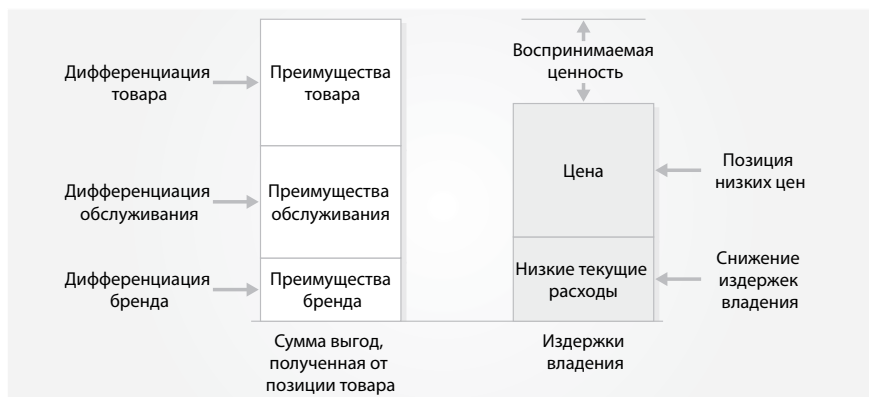 Дифференциация
товара
Преимущества
товара
Воспринимаемая
ценность
Дифференциация
обслуживания
Преимущества
обслуживания
Цена
Позиция
низких цен
Дифференциация
бренда
Преимущества
бренда
Низкие текущие
расходы
Снижение
издержек
владения
Сумма выгод,
полученная от
позиции товара
Издержки
владения